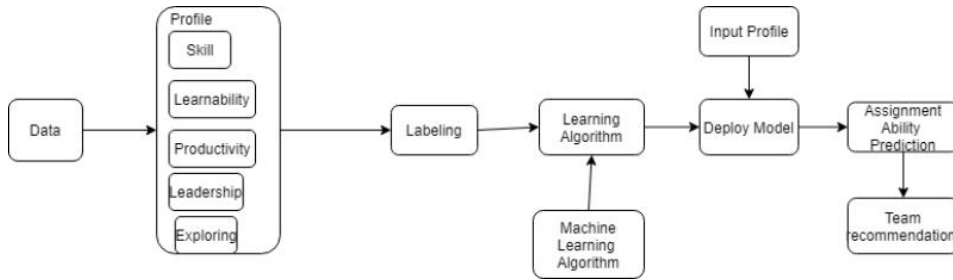 Data
Profile
Skill
Learnability
Productivity
Leadership
Exploring
Labeling
Learning
Algorithm
Machine
Learning
Algorithm
Input Profile
Deploy Model
Assignment
Ability
Prediction
Team
recommendation